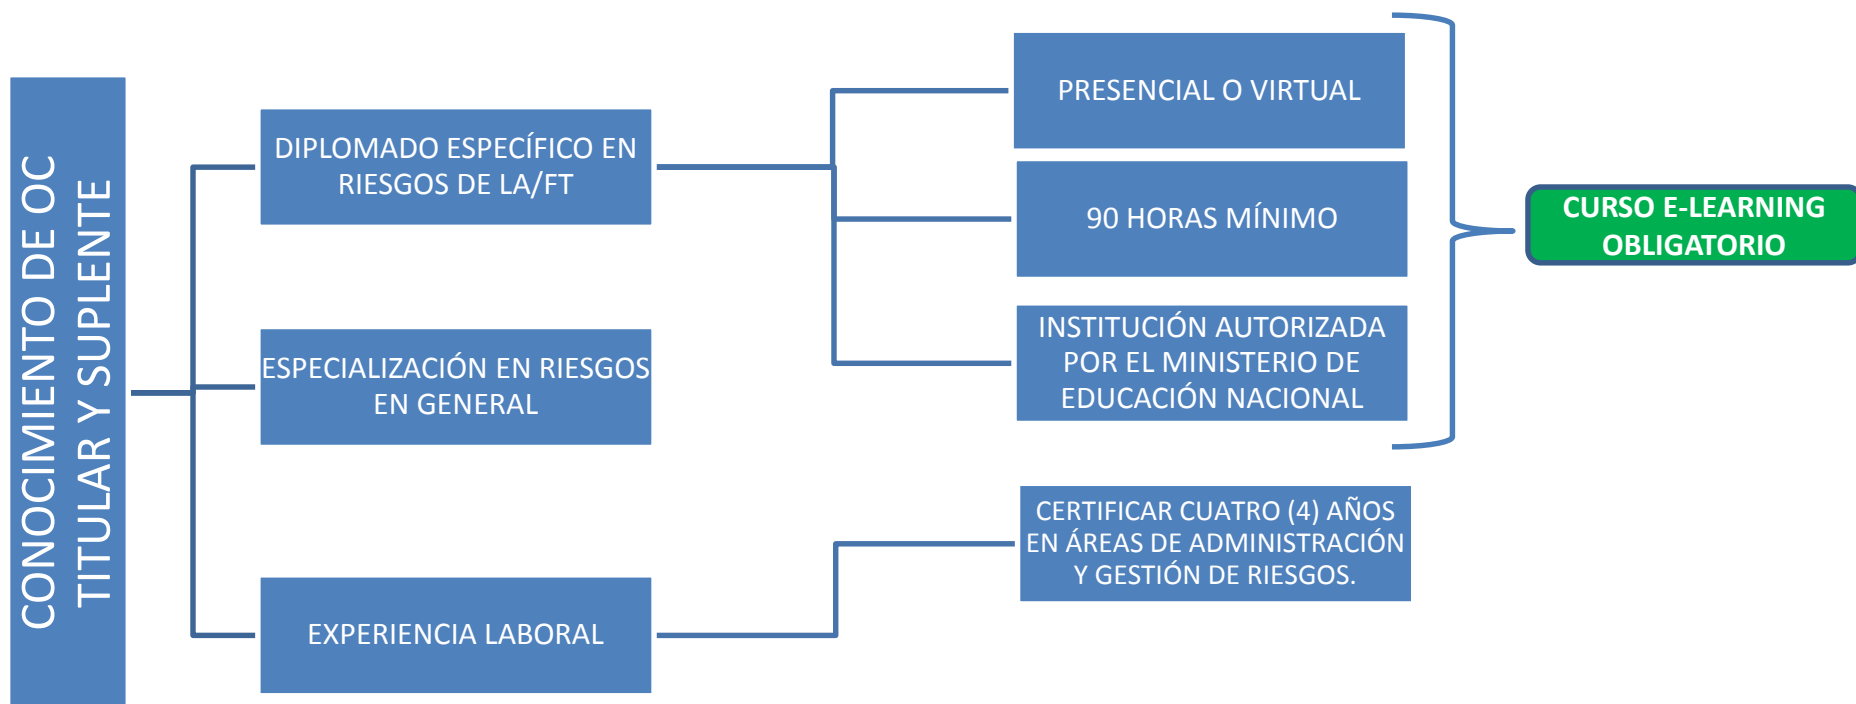 CONOCIMIENTO DE OC
TITULAR Y SUPLENTE
DIPLOMADO ESPECÍFICO EN
RIESGOS DE LA/FT
PRESENCIAL O VIRTUAL
90 HORAS MÍNIMO
INSTITUCIÓN AUTORIZADA
POR EL MINISTERIO DE
EDUCACIÓN NACIONAL
CURSO E-LEARNING
OBLIGATORIO
ESPECIALIZACIÓN EN RIESGOS
EN GENERAL
EXPERIENCIA LABORAL
CERTIFICAR CUATRO (4) AÑOS
EN ÁREAS DE ADMINISTRACIÓN
Y GESTIÓN DE RIESGOS.